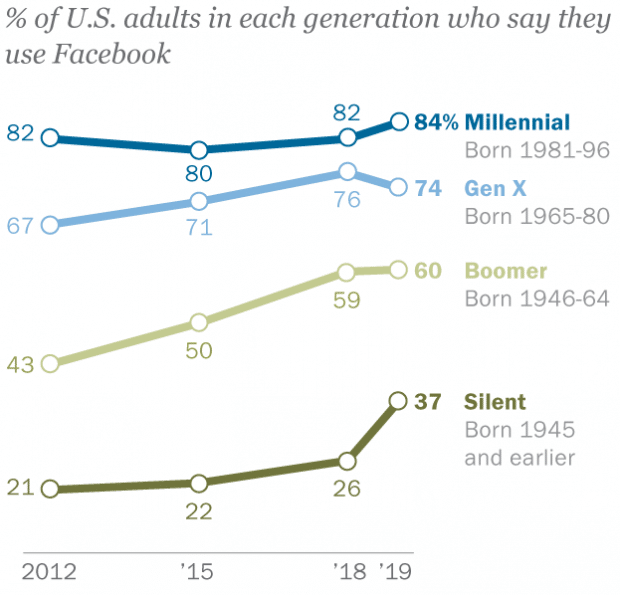 % of U.S. adults in each generation who say they
use Facebook
82
80
82
84% Millennial
Born 1981-96
67
71
76
74 Gen X
Born 1965-80
43
50
59
60 Boomer
Born 1946-64
21
22
26
37 Silent
Born 1945
and earlier
2012 ’15 ’18 ’19